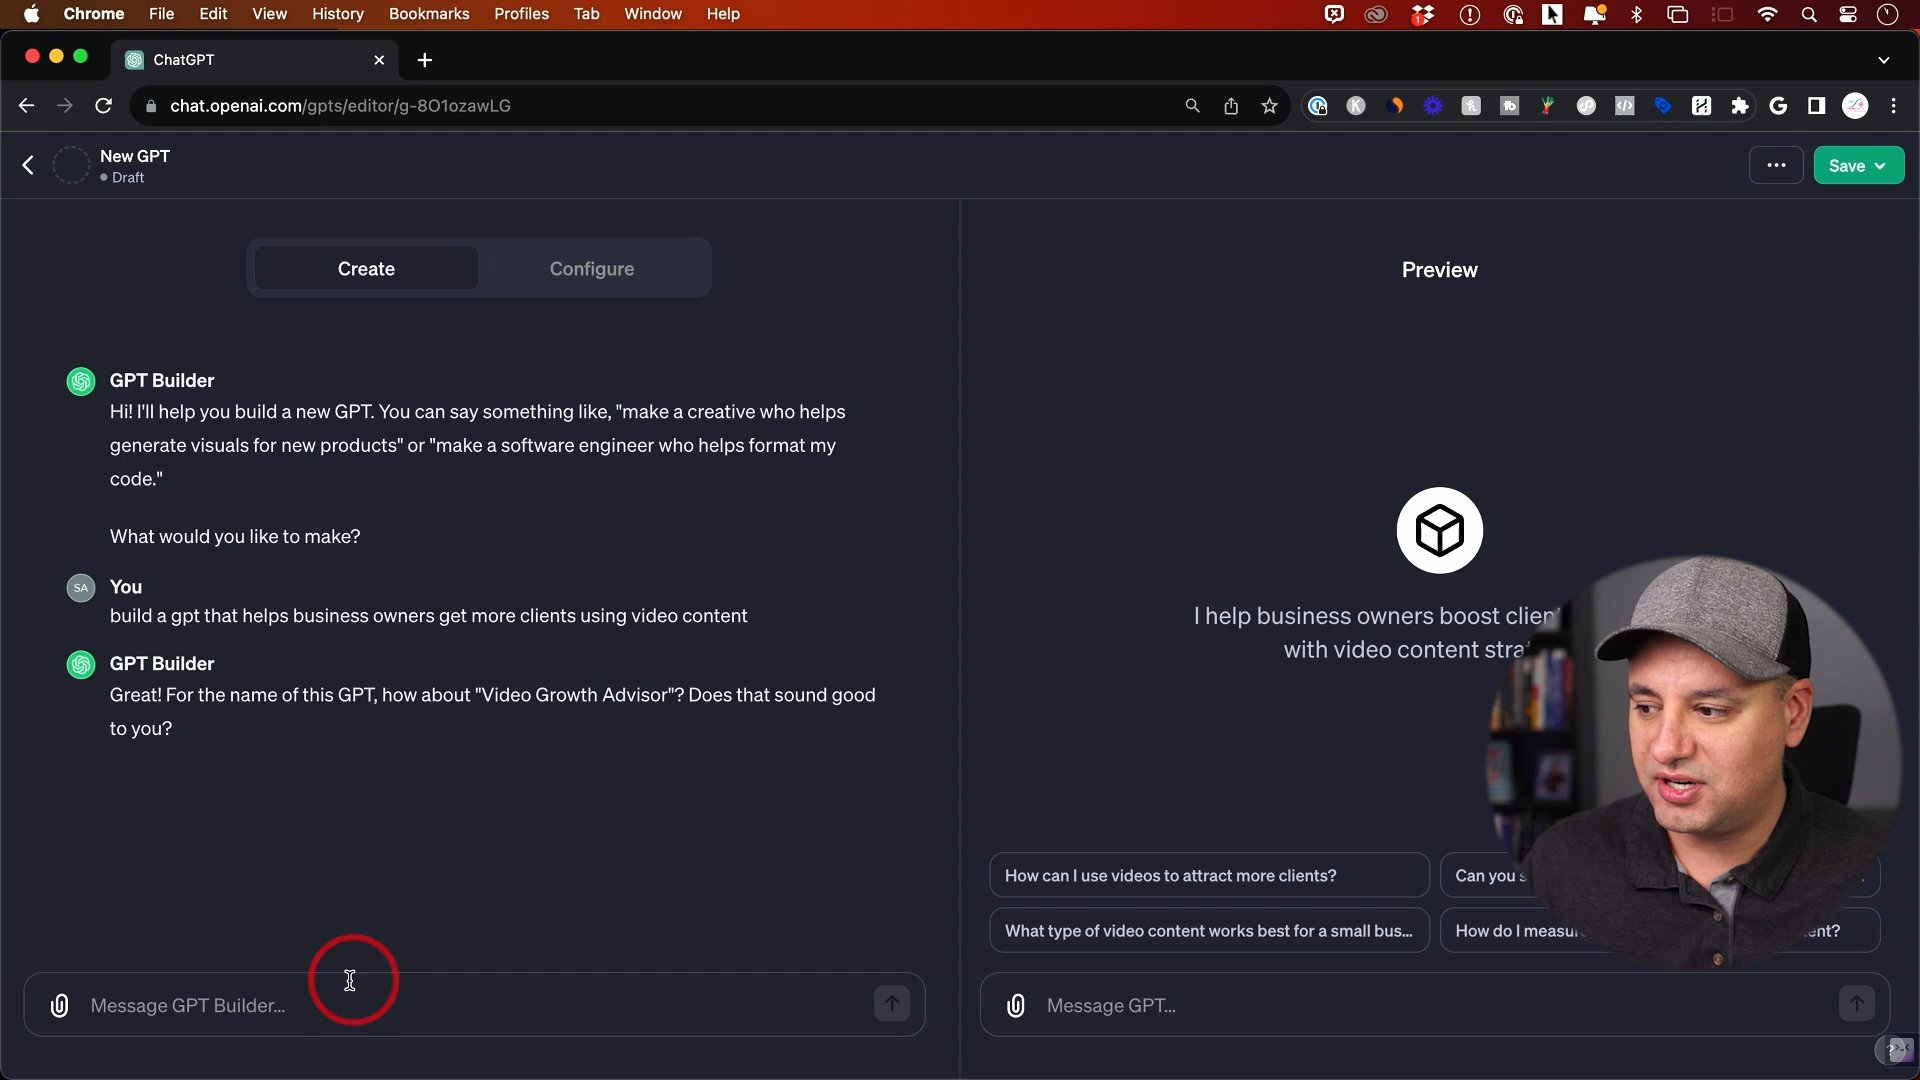 Chrome File Edit View History Bookmarks Profiles Tab Window Help
1
ChatGPT
chat.openai.com/gpts/editor/g-8O1ozawLG
New GPT
Draft
Save
Create Configure
Preview
GPT Builder
Hi! I'll help you build a new GPT. You can say something like, "make a creative who helps
generate visuals for new products" or "make a software engineer who helps format my
code."
What would you like to make?
SA You
build a gpt that helps business owners get more clients using video content
GPT Builder
Great! For the name of this GPT, how about "Video Growth Advisor"? Does that sound good
to you?
I help business owners boost
with video content
How can I use videos to attract more clients?
Can you
What type of video content works best for a small bus...
How do I
Message GPT Builder...
Message GPT...
?